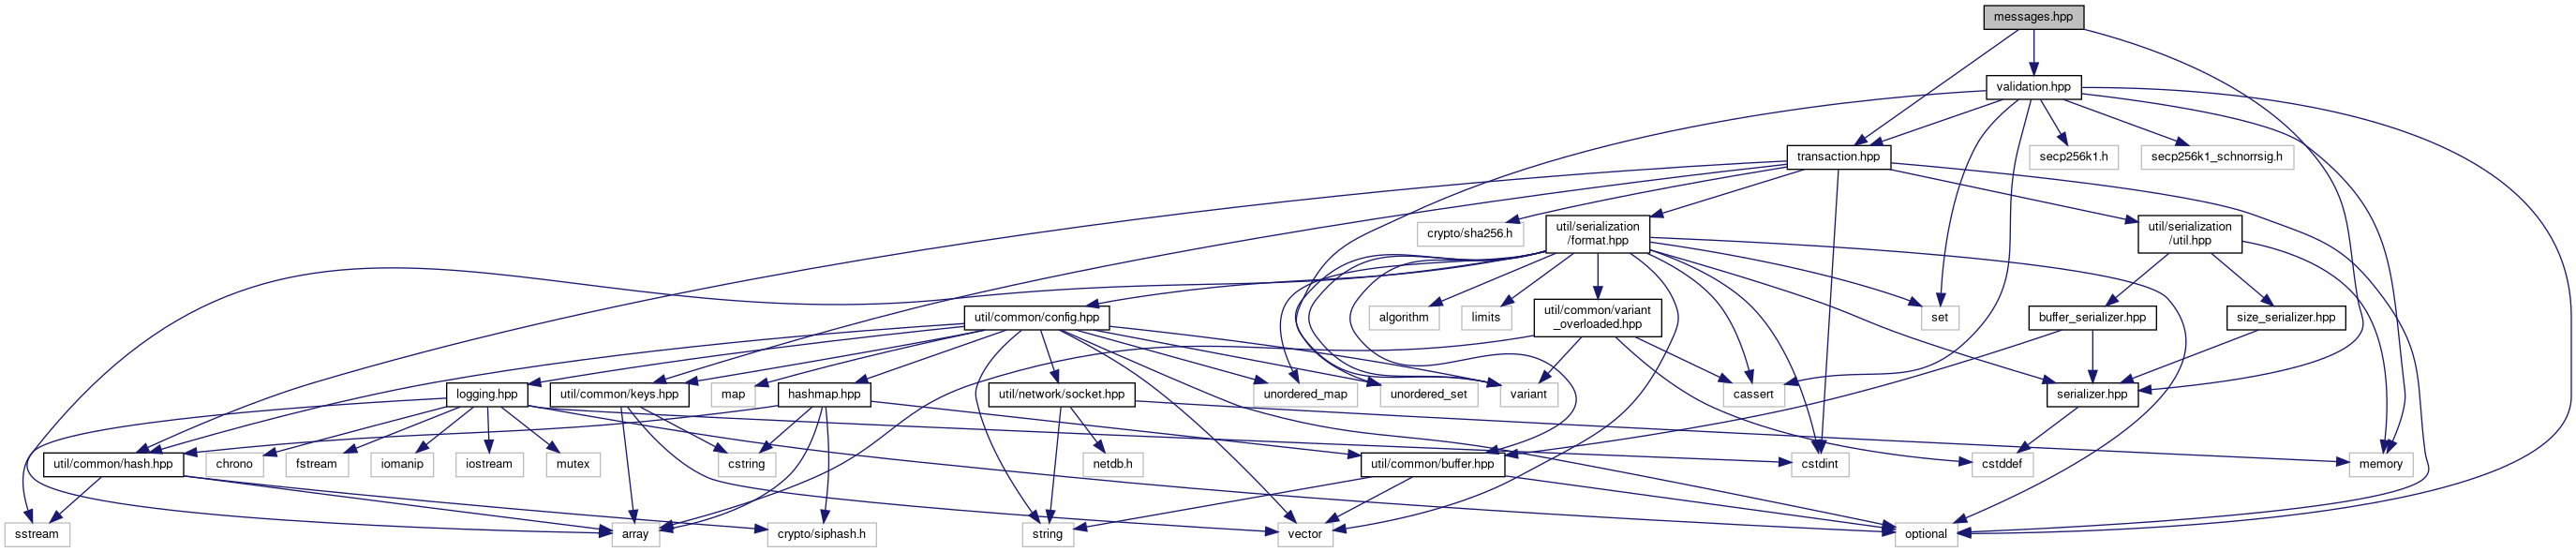 messages.hpp
validation.hpp
transaction.hpp
secp256k1.h
secp256k1_schnorrsig.h
crypto/sha256.h
util/serialization
/format.hpp
util/serialization
/util.hpp
util/common/config.hpp
algorithm
limits
util/common/variant
_overloaded.hpp
set
buffer_serializer.hpp
size_serializer.hpp
logging.hpp
util/common/keys.hpp
map
hashmap.hpp
util/network/socket.hpp
unordered_map
unordered_set
variant
cassert
serializer.hpp
util/common/hash.hpp
chrono
fstream
iomanip
iostream
mutex
cstring
netdb.h
util/common/buffer.hpp
cstdint
cstddef
memory
sstream
array
crypto/siphash.h
string
vector
optional